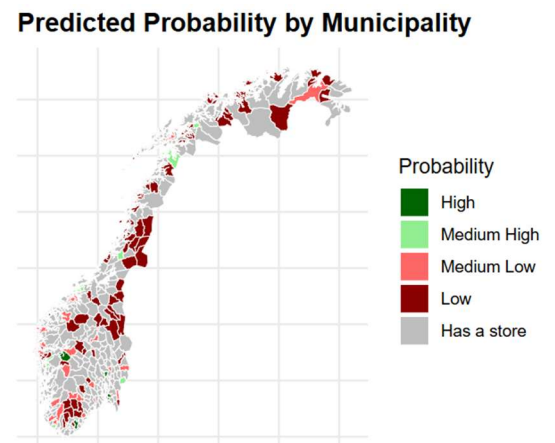 Predicted Probability by Municipality
Probability
High
Medium High
Medium Low
Low
Has a store